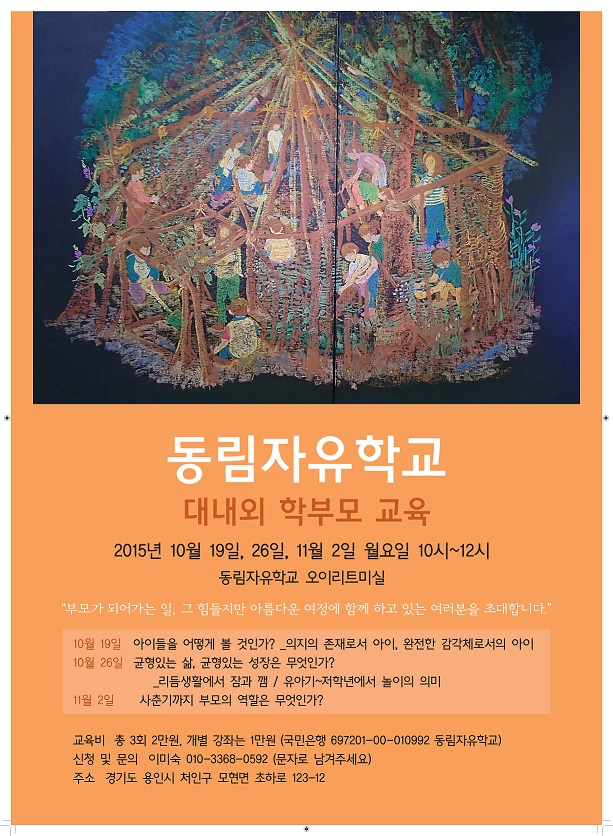 동림자유학교
대내외 학부모 교육
2015년 10월 19일, 26일, 11월 2일 월요일 10시~12시
동림자유학교 오이리트미실
“부모가 되어가는 일, 그 힘들지만 아름다운 여정에 함께 하고 있는 여러분을 초대합니다.”
10월 19일 아이들을 어떻게 볼 것인가? _의지의 존재로서 아이, 완전한 감각체로서의 아이
10월 26일 균형있는 삶, 균형있는 성장은 무엇인가?
_리듬생활에서 잠과 깸 / 유아기~저학년에서 놀이의 의미
11월 2일 사춘기까지 부모의 역할은 무엇인가?
교육비 총 3회 2만원, 개별 강좌는 1만원 (국민은행 697201-00-010992 동림자유학교)
신청 및 문의 이미숙 010-3368-0592 (문자로 남겨주세요)
주소 경기도 용인시 처인구 모현면 초하로 123-12